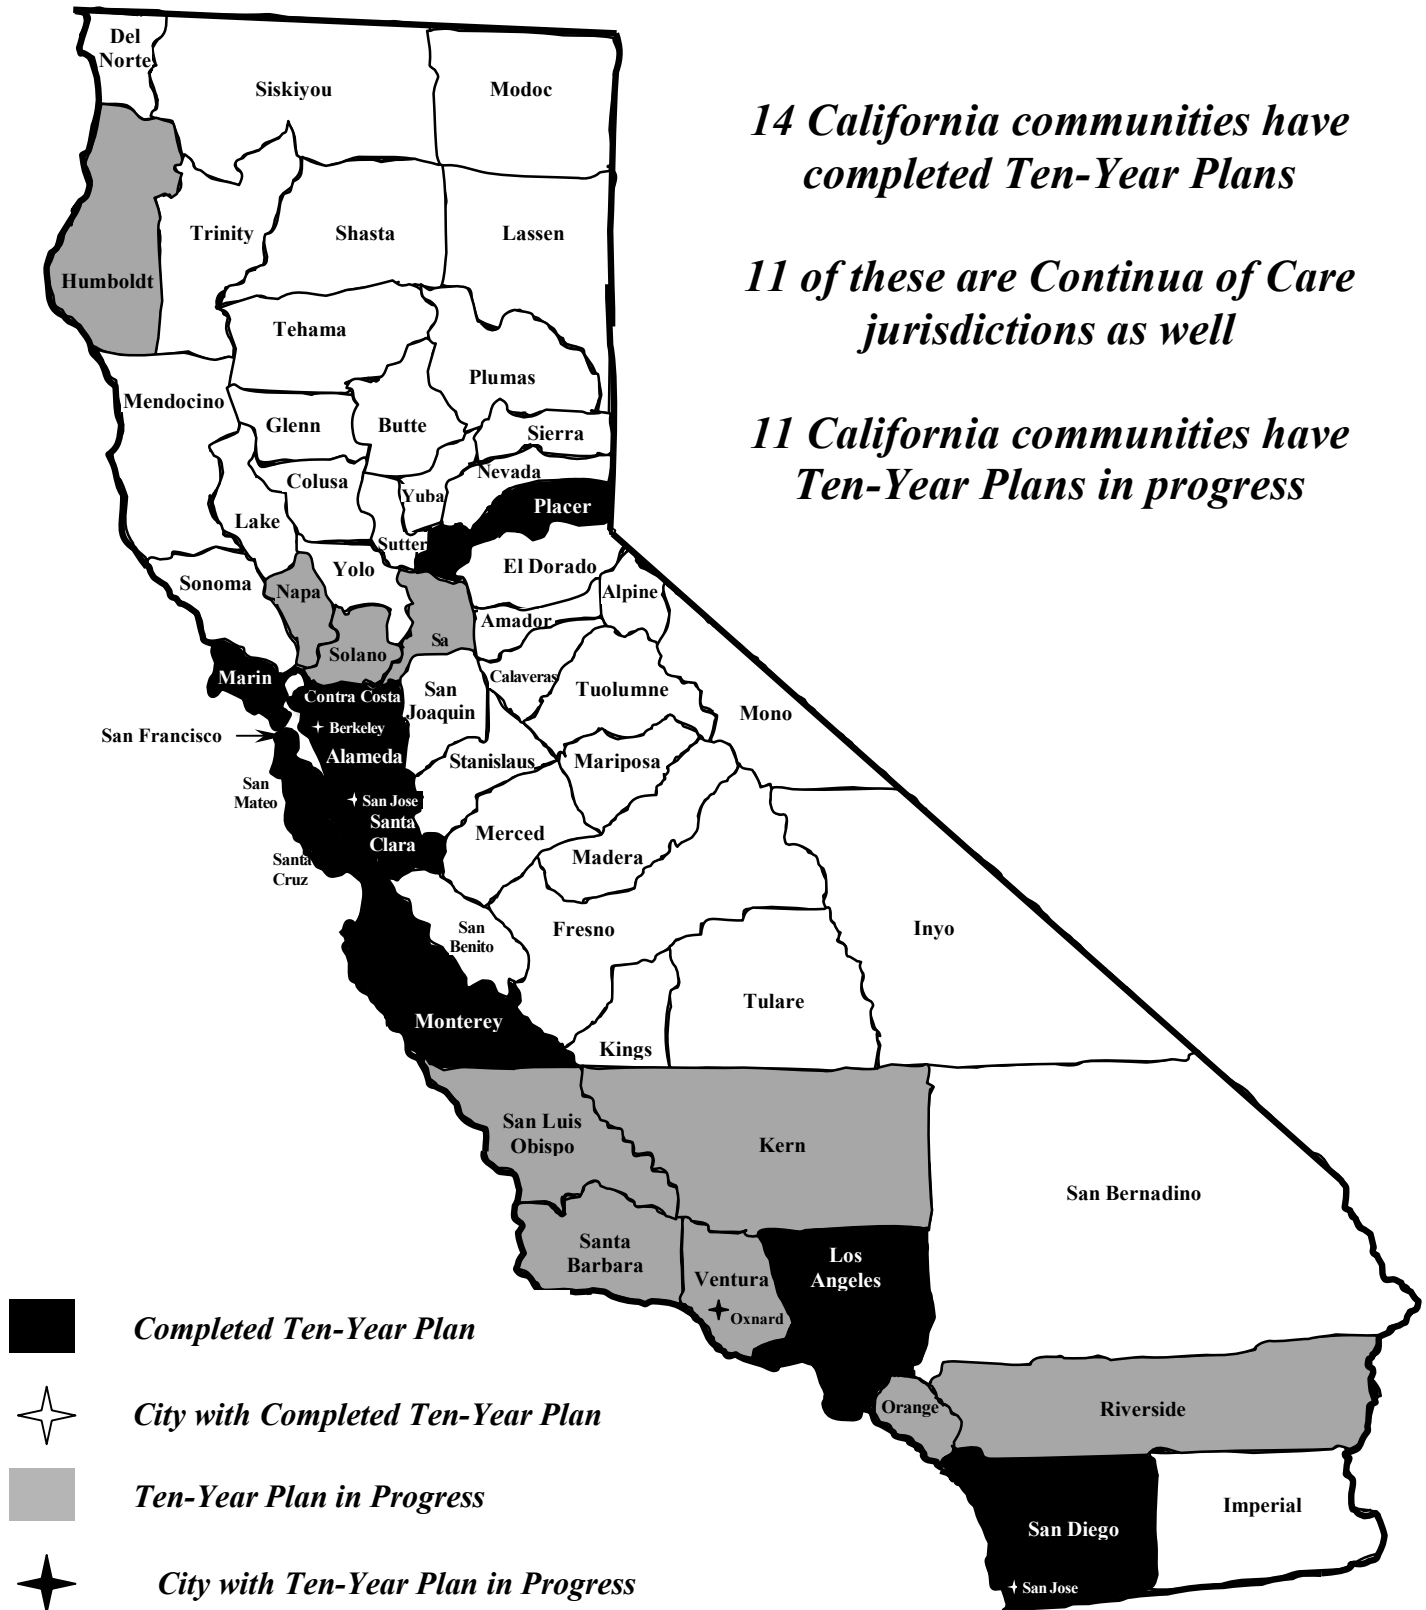 Del
Norte
Siskiyou
Modoc
14 California communities have
completed Ten-Year Plans
11 of these are Continua of Care
jurisdictions as well
11 California communities have
Ten-Year Plans in progress
Humboldt
Trinity
Shasta
Lassen
Tehama
Plumas
Mendocino
Glenn
Butte
Sierra
Nevada
Colusa
Yuba
Placer
Lake
Sutter
El Dorado
Yolo
Sonoma
Napa
Alpine
Amador
Sa
Solano
Marin
Calaveras
Contra Costa
San
Joaquin
Tuolumne
Mono
Berkeley
San Francisco
Alameda
Stanislaus
Mariposa
San
Mateo
San Jose
Santa
Clara
Merced
Madera
Santa
Cruz
San
Benito
Fresno
Inyo
Tulare
Monterey
Kings
San Luis
Obispo
Kern
San Bernadino
Santa
Barbara
Ventura
Oxnard
Los
Angeles
Orange
Riverside
San Diego
Imperial
San Jose
Completed Ten-Year Plan
City with Completed Ten-Year Plan
Ten-Year Plan in Progress
City with Ten-Year Plan in Progress